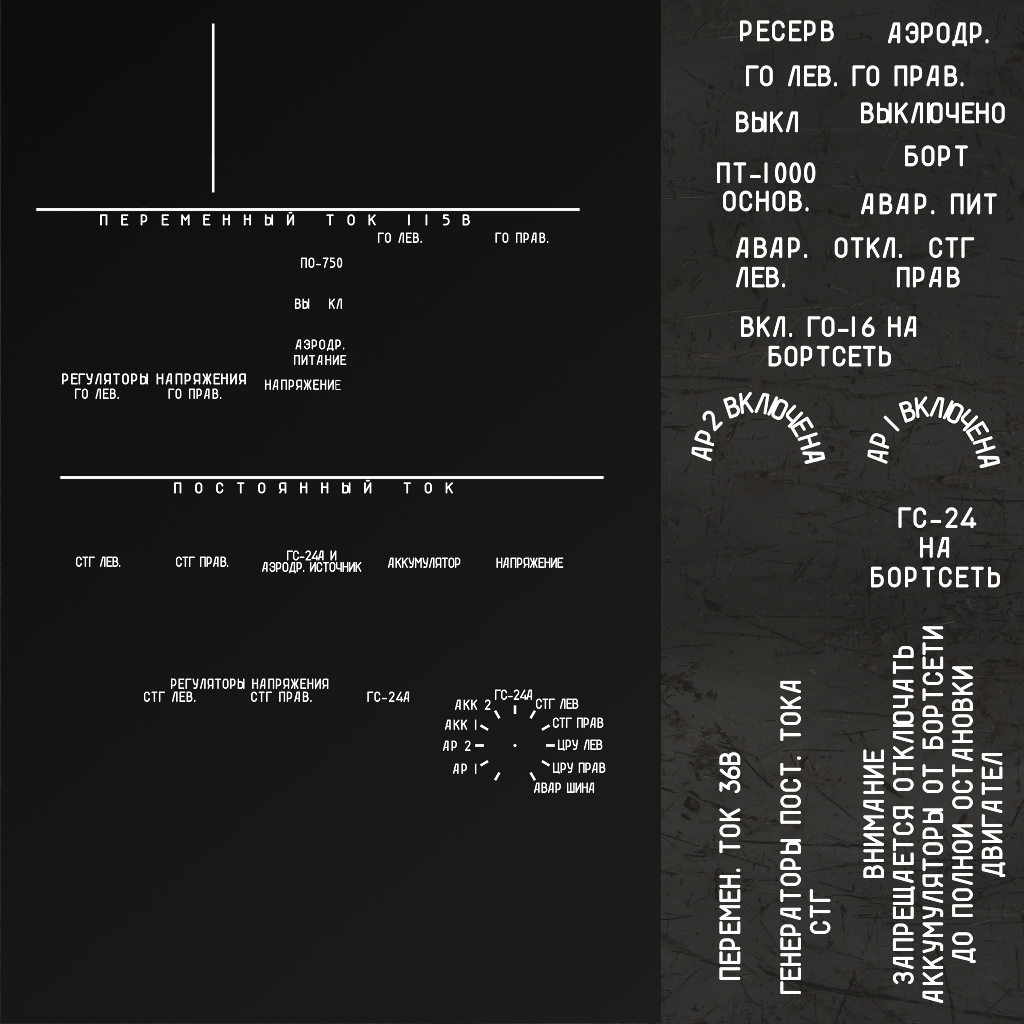 ПЕРЕМЕННЫЙ ТОК 115В
ГО ЛЕВ. ГО ПРАВ.
ПО-750
ВЫ КЛ
АЭРОДР.
ПИТАНИЕ
РЕГУЛЯТОРЫ НАПРЯЖЕНИЯ
ГО ЛЕВ. ГО ПРАВ.
НАПРЯЖЕНИЕ
ПОСТОЯННЫЙ ТОК
СТГ ЛЕВ.
СТГ ПРАВ.
ГС-24А И
АЭРОДР. ИСТОЧНИК
АККУМУЛЯТОР
НАПРЯЖЕНИЕ
РЕГУЛЯТОРЫ НАПРЯЖЕНИЯ
СТГ ЛЕВ. СТГ ПРАВ.
ГС-24А
АР 1
АР 2
АКК 1
АКК 2
ГС-24А
СТГ ЛЕВ
СТГ ПРАВ
ЦРУ ЛЕВ
ЦРУ ПРАВ
АВАР ШИНА
РЕСЕРВ
АЭРОДР.
ГО ЛЕВ. ГО ПРАВ.
ВЫКЛ
ВЫКЛЮЧЕНО
БОРТ
ПТ-1000
ОСНОВ.
АВАР. ПИТ
АВАР. ОТКЛ. СТГ
ЛЕВ. ПРАВ
ВКЛ. ГО-16 НА
БОРТСЕТЬ
АР 2 ВКЛЮЧЕНА
АР 1 ВКЛЮЧЕНА
ГС-24
НА
БОРТСЕТЬ
ПЕРЕМЕН. ТОК 36В
ГЕНЕРАТОРЫ ПОСТ. ТОКА
СТГ
ВНИМАНИЕ
ЗАПРЕЩАЕТСЯ ОТКЛЮЧАТЬ
АККУМУЛЯТОРЫ ОТ БОРТСЕТИ
ДО ПОЛНОИ ОСТАНОВКИ
ДВИГАТЕЛ